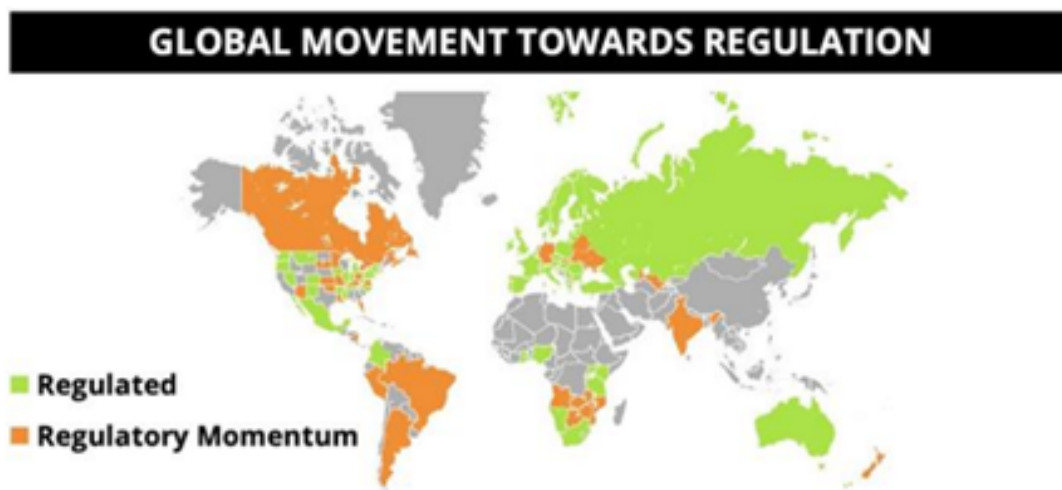 GLOBAL MOVEMENT TOWARDS REGULATION
Regulated
Regulatory Momentum